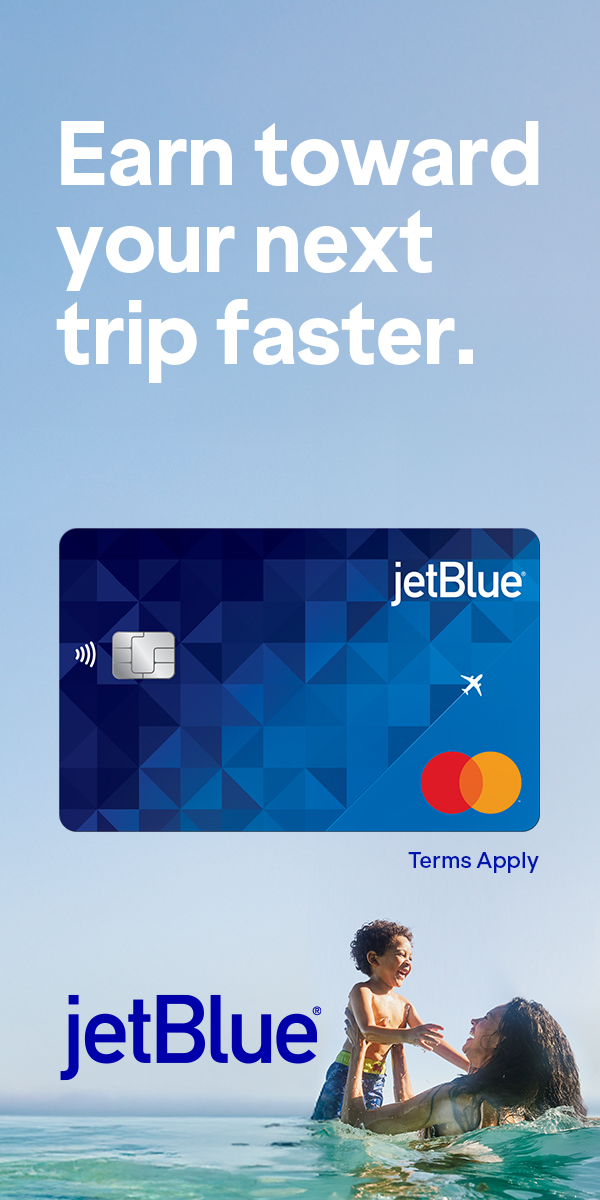 Earn toward
your next
trip faster.
jetBlue®
Terms Apply
jetBlue®